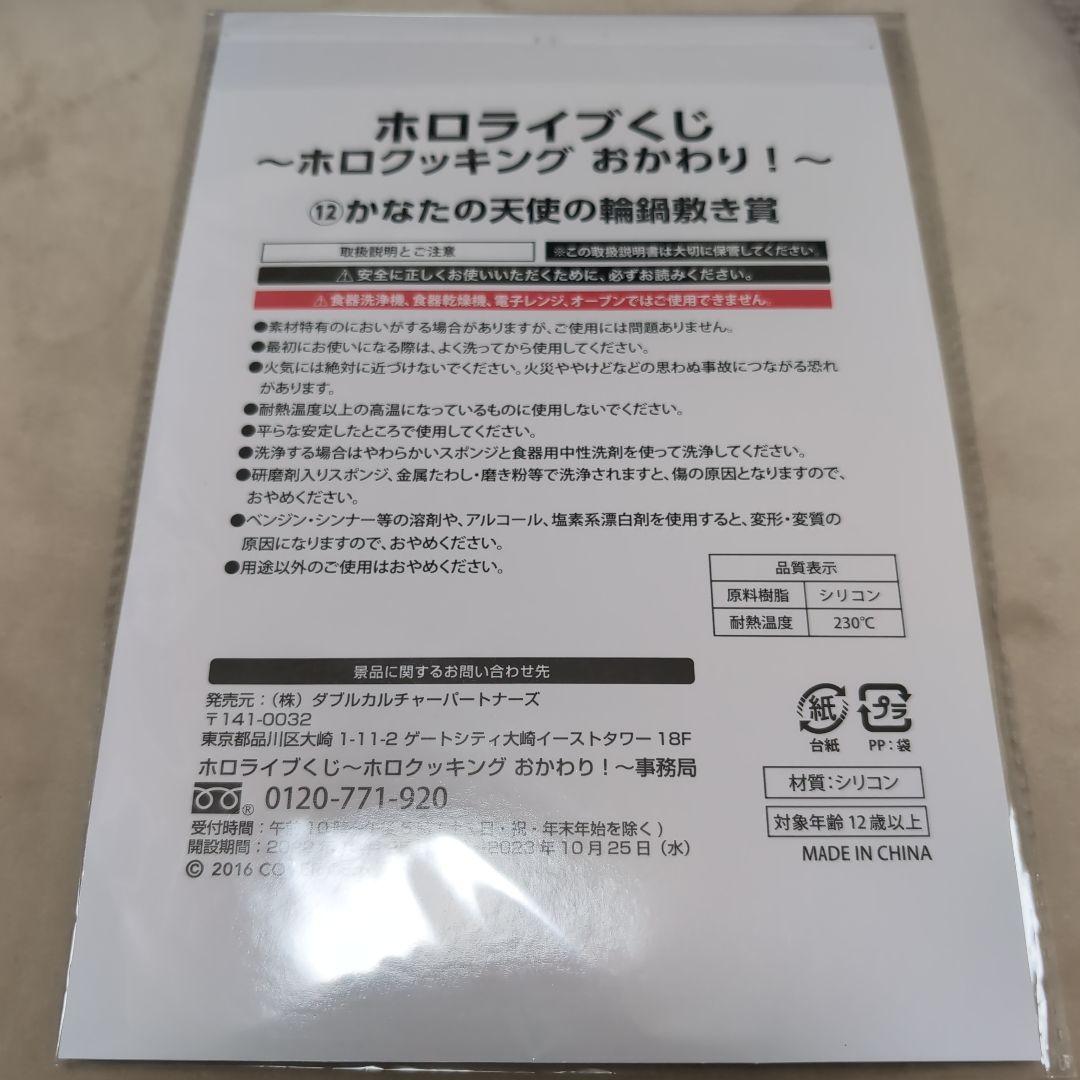 ホロライブくじ
～ホロクッキング おかわり！～
⑫かなたの天使の輪鍋敷き賞
取扱説明とご注意
※この取扱説明書は大切に保管してください。
⚠安全に正しくお使いいただくために、必ずお読みください。
⚠食器洗浄機、食器乾燥機、電子レンジ、オーブンではご使用できません。
●素材特有のにおいがする場合がありますが、ご使用には問題ありません。
●最初にお使いになる際は、よく洗ってから使用してください。
●火気には絶対に近づけないでください。火災ややけどなどの思わぬ事故につながる恐れ
があります。
●耐熱温度以上の高温になっているものに使用しないでください。
●平らな安定したところで使用してください。
●洗浄する場合はやわらかいスポンジと食器用中性洗剤を使って洗浄してください。
●研磨剤入りスポンジ、金属たわし・磨き粉等で洗浄されますと、傷の原因となりますので、
おやめください。
●ベンジン・シンナー等の溶剤や、アルコール、塩素系漂白剤を使用すると、変形・変質の
原因になりますので、おやめください。
●用途以外のご使用はおやめください。
品質表示
原料樹脂 シリコン
耐熱温度 230℃
景品に関するお問い合わせ先
発売元：（株）ダブルカルチャーパートナーズ
〒141-0032
東京都品川区大崎 1-11-2 ゲートシティ大崎イーストタワー 18F
ホロライブくじ～ホロクッキング おかわり！～事務局
® 0120-771-920
受付時間：午前10時 日・祝・年末年始を除く）
開設期間： 2023年10月25日（水）
© 2016 CO
紙
台紙
プラ
PP：袋
材質：シリコン
対象年齢 12歳以上
MADE IN CHINA